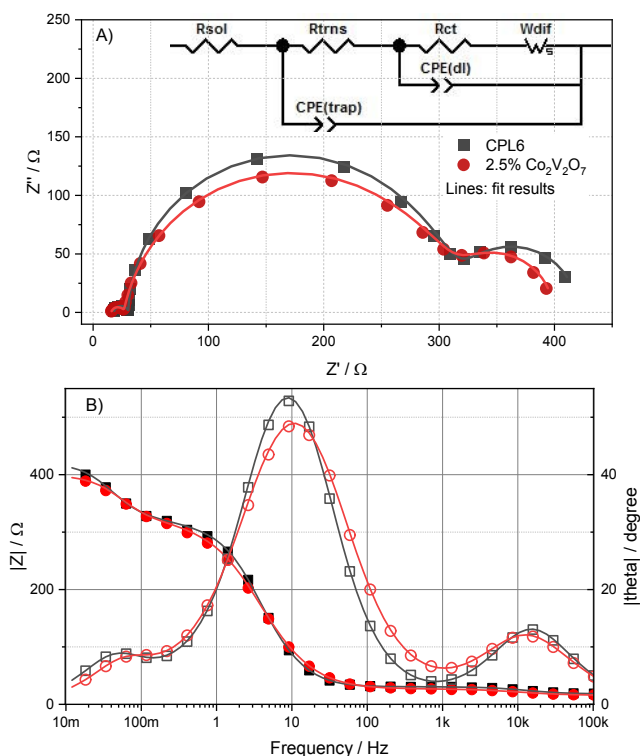 A)
Rsol Rtrns Rct Wdif
s
CPE(dl)
CPE(trap)
CPL6
2.5% Co₂V₂O₇
Lines: fit results
250
200
150
100
50
0
Z'' / Ω
0 100 200 300 400
Z' / Ω
B)
400
200
0
|Z| / Ω
40
20
0
|theta| / degree
10m 100m 1 10 100 1k 10k 100k
Frequency / Hz